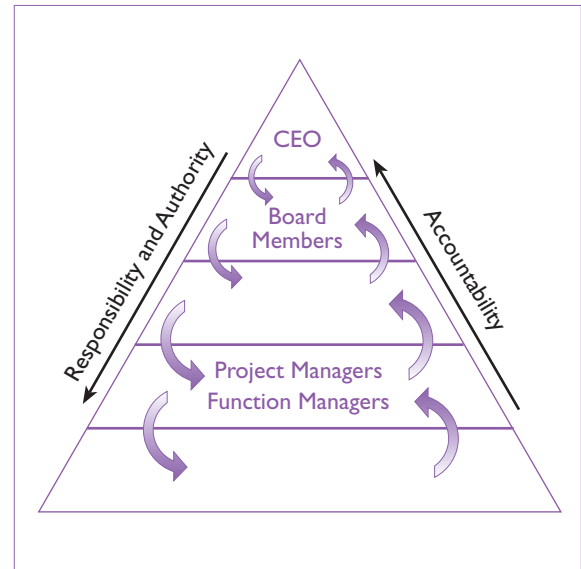 CEO
Board
Members
Project Managers
Function Managers
Responsibility and Authority
Accountability